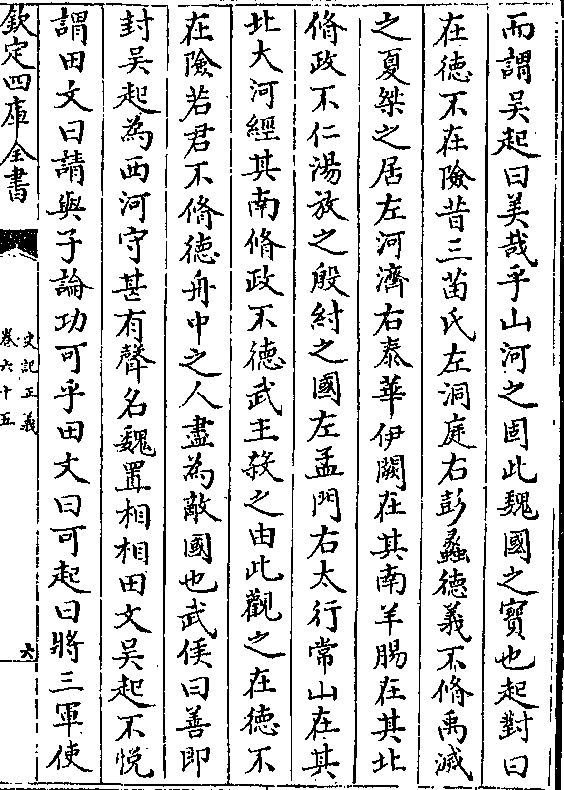 而謂吳起曰美哉乎山河之固此魏國之寳也起對曰
在徳不在險昔三苗氏左洞庭右彭蠡德義不脩禹滅
之夏桀之居左河濟右泰華伊闕在其南羊腸在其北
脩政不仁湯放之殷紂之國左孟門右太行常山在其
北大河經其南脩政不德武王殺之由此觀之在徳不
在險若君不脩德舟中之人盡為敵國也武侯曰善即
封吳起為西河守甚有聲名魏置相相田文吳起不悅
謂田文曰請與子論功可乎田文曰可起曰將三軍使
欽定四庫全書
史記正義
卷六十五
六